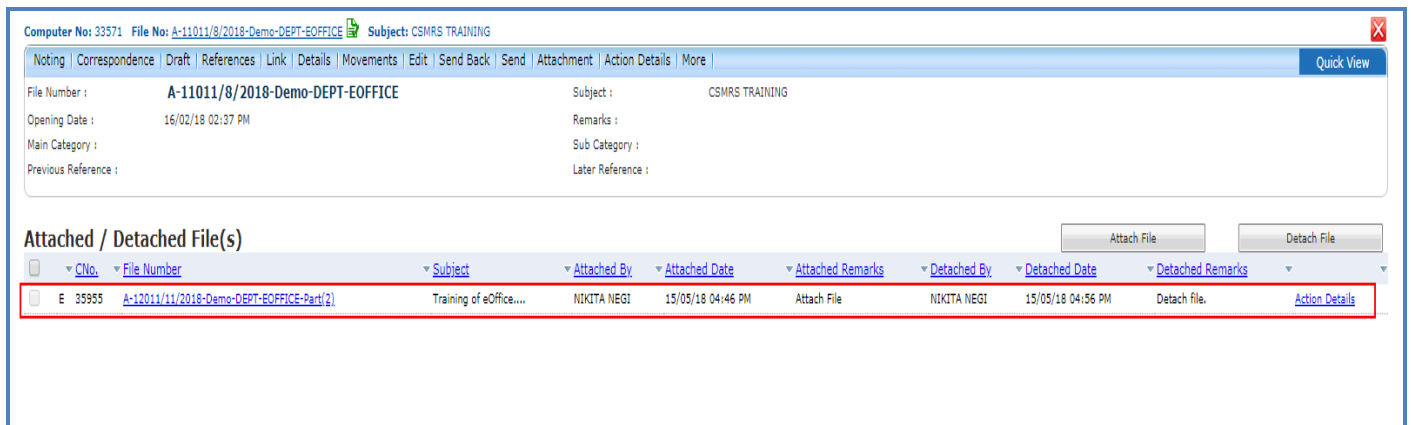 Computer No: 33571 File No: A-11011/8/2018-Demo-DEPT-EOFFICE Subject: CSMRS TRAINING
Noting | Correspondence | Draft | References | Link | Details | Movements | Edit | Send Back | Send | Attachment | Action Details | More | Quick View
File Number : A-11011/8/2018-Demo-DEPT-EOFFICE Subject : CSMRS TRAINING
Opening Date : 16/02/18 02:37 PM Remarks :
Main Category : Sub Category :
Previous Reference : Later Reference :
Attached / Detached File(s) Attach File Detach File
CNo. File Number Subject Attached By Attached Date Attached Remarks Detached By Detached Date Detached Remarks
E 35955 A-12011/11/2018-Demo-DEPT-EOFFICE-Part(2) Training of eOffice.... NIKITA NEGI 15/05/18 04:46 PM Attach File NIKITA NEGI 15/05/18 04:56 PM Detach file. Action Details